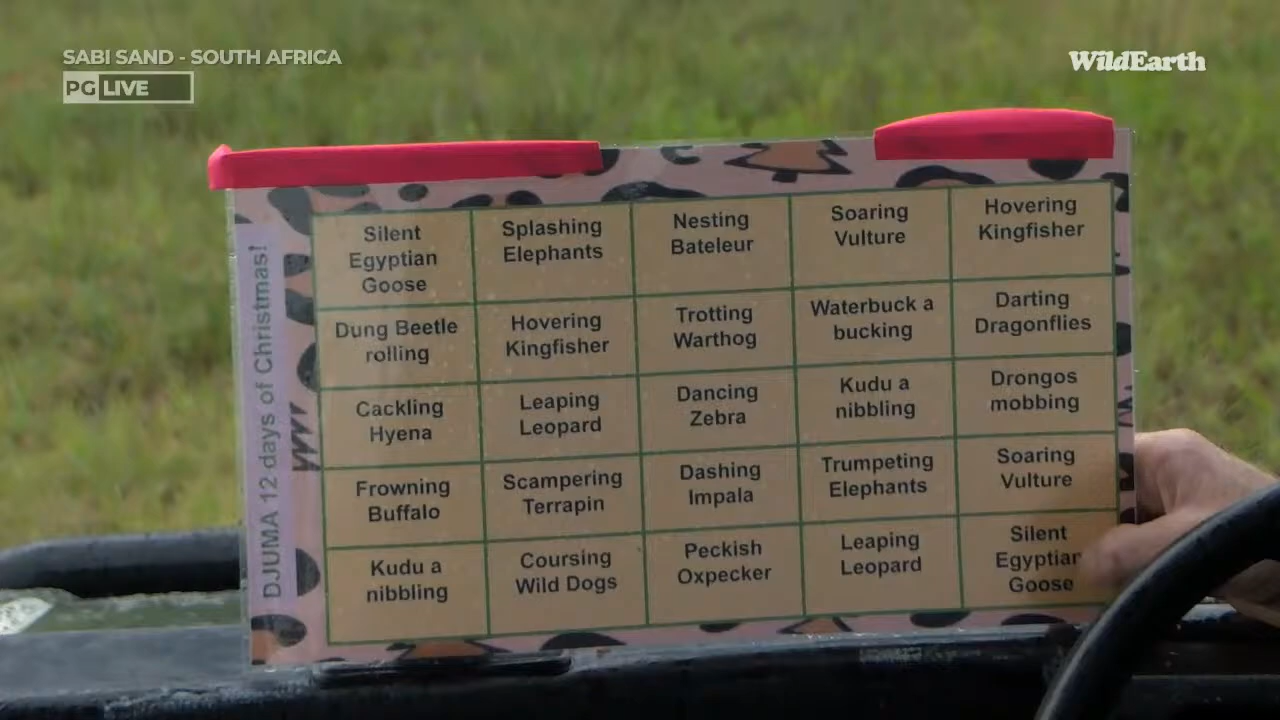 SABI SAND - SOUTH AFRICA
PG LIVE
WildEarth
DJUMA 12 days of Christmas!
Silent
Egyptian
Goose
Splashing
Elephants
Nesting
Bateleur
Soaring
Vulture
Hovering
Kingfisher
Dung Beetle
rolling
Hovering
Kingfisher
Trotting
Warthog
Waterbuck a
bucking
Darting
Dragonflies
Cackling
Hyena
Leaping
Leopard
Dancing
Zebra
Kudu a
nibbling
Drongos
mobbing
Frowning
Buffalo
Scampering
Terrapin
Dashing
Impala
Trumpeting
Elephants
Soaring
Vulture
Kudu a
nibbling
Coursing
Wild Dogs
Peckish
Oxpecker
Leaping
Leopard
Silent
Egyptian
Goose